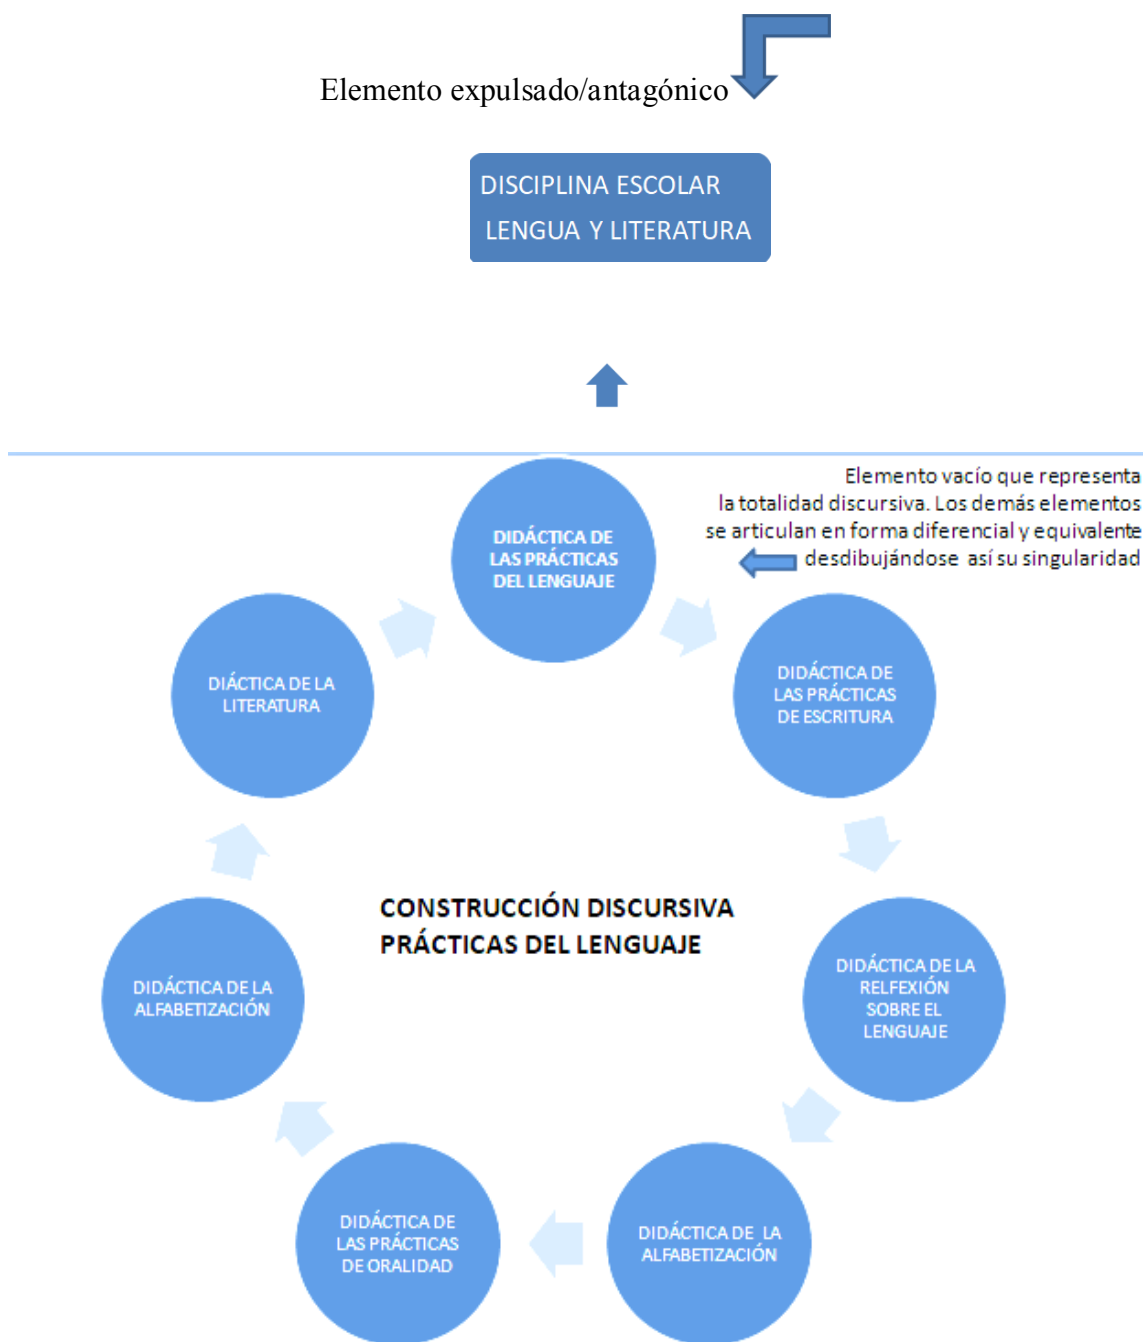 Elemento expulsado/antagónico
DISCIPLINA ESCOLAR
LENGUA Y LITERATURA
Elemento vacío que representa
la totalidad discursiva. Los demás elementos
se articulan en forma diferencial y equivalente
desdibujándose así su singularidad
DIDÁCTICA DE
LAS PRÁCTICAS
DEL LENGUAJE
DIDÁCTICA DE
LAS PRÁCTICAS
DE ESCRITURA
DIDÁCTICA DE LA
RELFEXIÓN
SOBRE EL
LENGUAJE
DIDÁCTICA DE LA
ALFABETIZACIÓN
DIDÁCTICA DE
LAS PRÁCTICAS
DE ORALIDAD
DIDÁCTICA DE LA
ALFABETIZACIÓN
DIÁCTICA DE LA
LITERATURA
CONSTRUCCIÓN DISCURSIVA
PRÁCTICAS DEL LENGUAJE